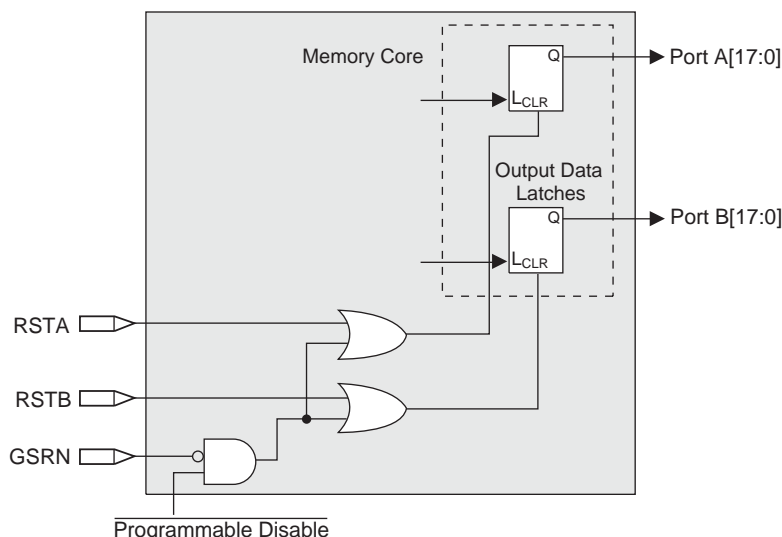 Memory Core
Q
Port A[17:0]
LCLR
Output Data
Latches
Q
Port B[17:0]
LCLR
RSTA
RSTB
GSRN
Programmable Disable